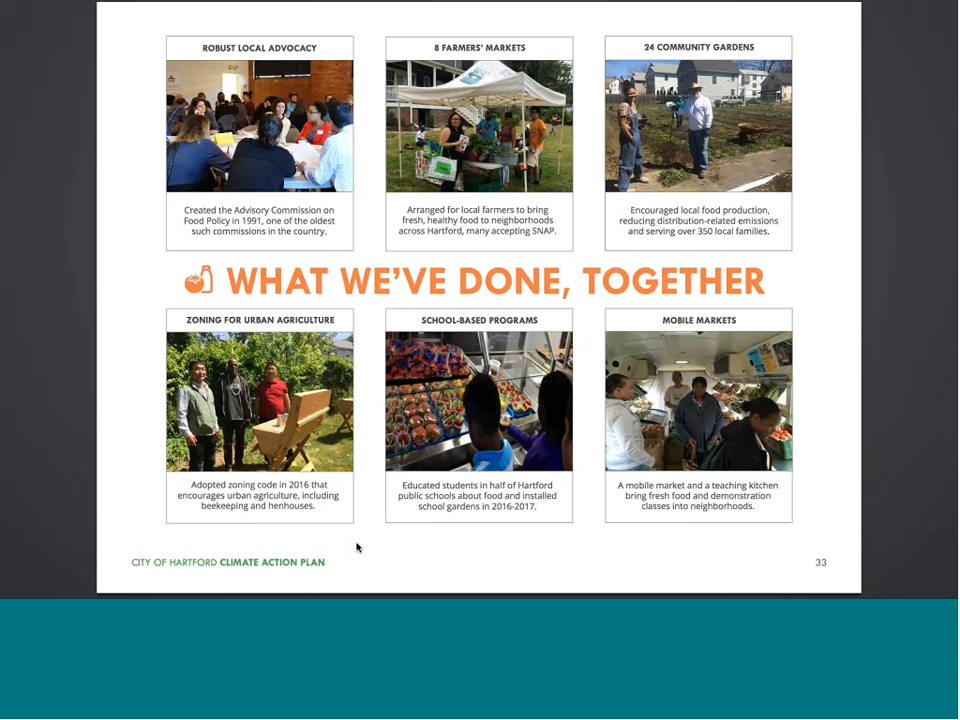 ROBUST LOCAL ADVOCACY
8 FARMERS' MARKETS
24 COMMUNITY GARDENS
Created the Advisory Commission on
Food Policy in 1991, one of the oldest
such commissions in the country.
Arranged for local farmers to bring
fresh, healthy food to neighborhoods
across Hartford, many accepting SNAP.
Encouraged local food production,
reducing distribution-related emissions
and serving over 350 local families.
WHAT WE'VE DONE, TOGETHER
ZONING FOR URBAN AGRICULTURE
SCHOOL-BASED PROGRAMS
MOBILE MARKETS
Adopted zoning code in 2016 that
encourages urban agriculture, including
beekeeping and henhouses.
Educated students in half of Hartford
public schools about food and installed
school gardens in 2016-2017.
A mobile market and a teaching kitchen
bring fresh food and demonstration
classes into neighborhoods.
CITY OF HARTFORD CLIMATE ACTION PLAN
33